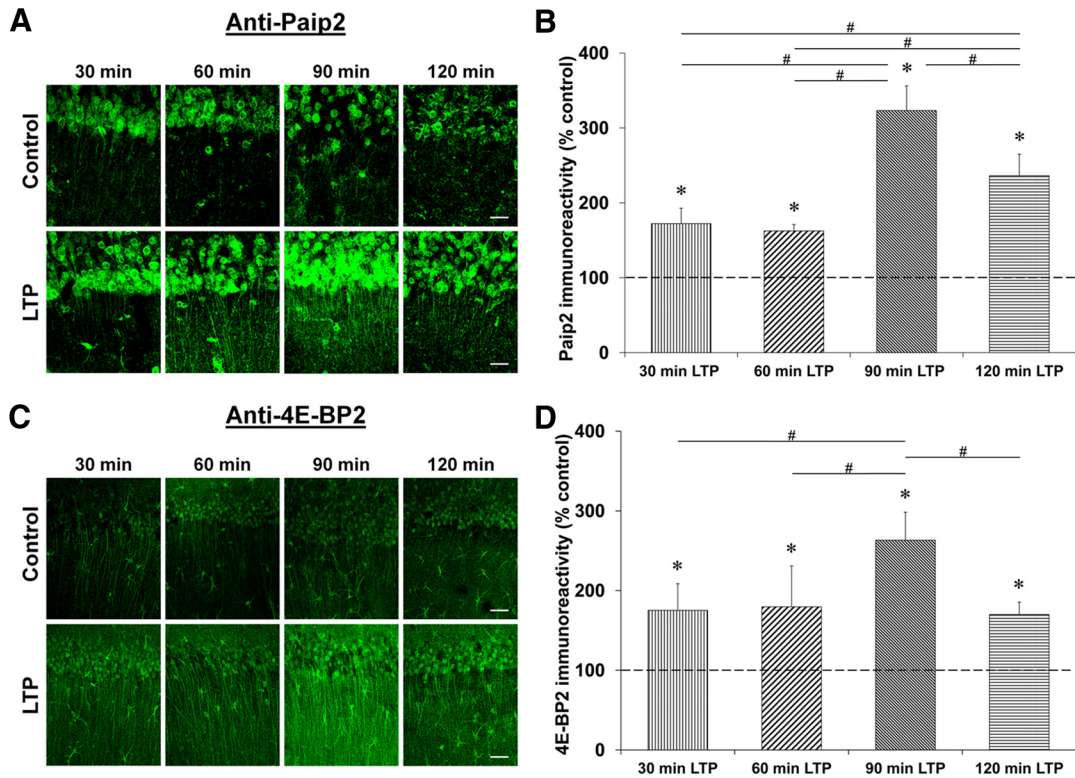 A
Anti-Paip2
30 min 60 min 90 min 120 min
Control
LTP
B
Paip2 immunoreactivity (% control)
400
300
200
100
0
#
#
# #
# #
*
*
*
*
30 min LTP 60 min LTP 90 min LTP 120 min LTP
C
Anti-4E-BP2
30 min 60 min 90 min 120 min
Control
LTP
D
4E-BP2 immunoreactivity (% control)
400
300
200
100
0
#
# #
*
*
*
*
30 min LTP 60 min LTP 90 min LTP 120 min LTP